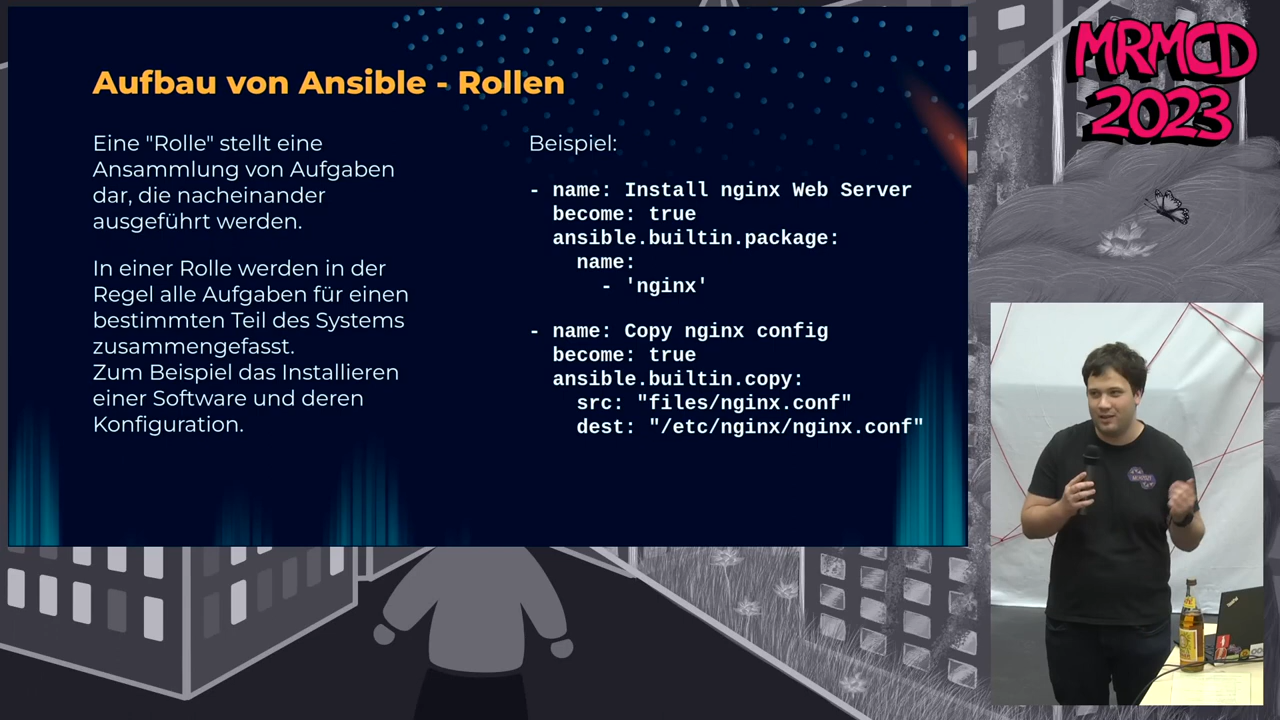 Aufbau von Ansible - Rollen
Eine "Rolle" stellt eine
Ansammlung von Aufgaben
dar, die nacheinander
ausgeführt werden.
In einer Rolle werden in der
Regel alle Aufgaben für einen
bestimmten Teil des Systems
zusammengefasst.
Zum Beispiel das Installieren
einer Software und deren
Konfiguration.
Beispiel:
- name: Install nginx Web Server
become: true
ansible.builtin.package:
name:
- 'nginx'
- name: Copy nginx config
become: true
ansible.builtin.copy:
src: "files/nginx.conf"
dest: "/etc/nginx/nginx.conf"
MRMCD
2023